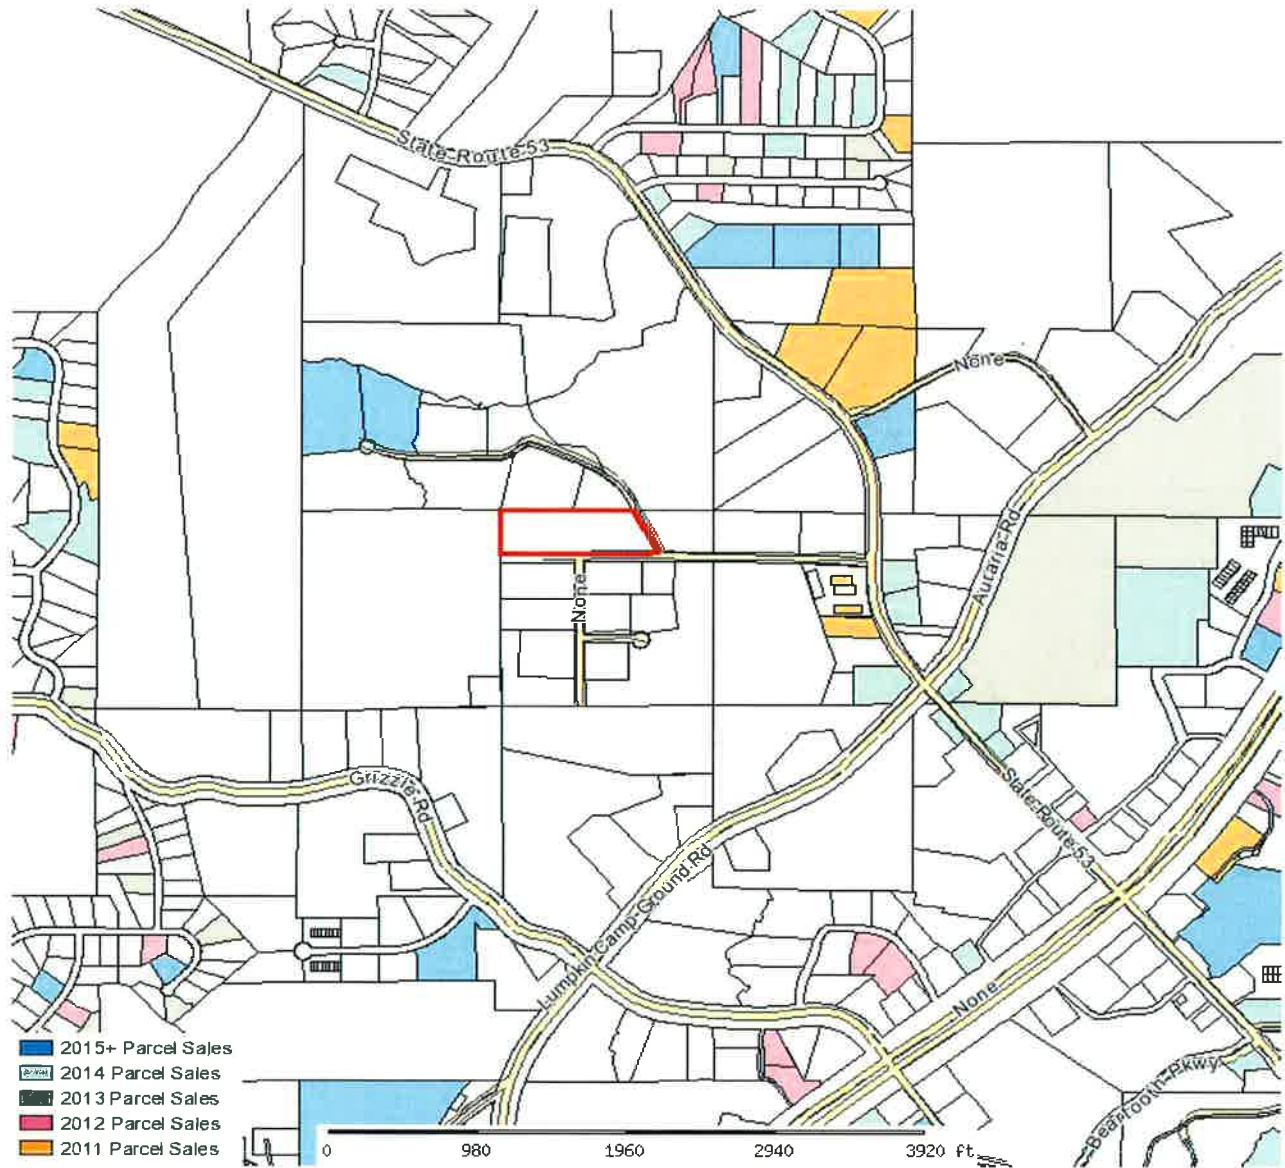 State Route 53
None
Autaria Rd
None
Grizzle Rd
State Route 53
Lumpkin Camp Ground Rd
None
Beartooth Pkwy
2015+ Parcel Sales
2014 Parcel Sales
2013 Parcel Sales
2012 Parcel Sales
2011 Parcel Sales
0 980 1960 2940 3920 ft